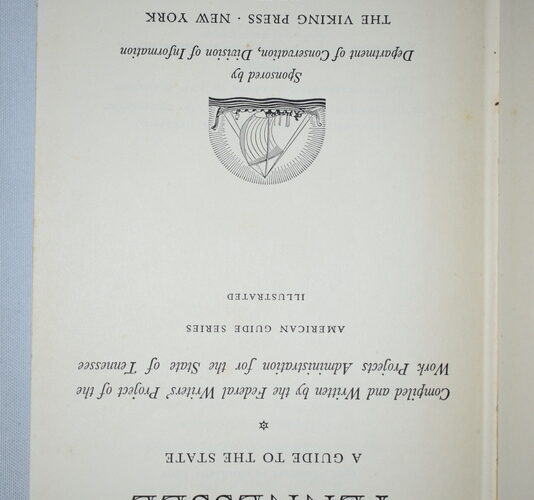 TENNESSEE
A GUIDE TO THE STATE
Compiled and Written by the Federal Writers' Project of the
Work Projects Administration for the State of Tennessee
AMERICAN GUIDE SERIES
ILLUSTRATED
Sponsored by
Department of Conservation, Division of Information
THE VIKING PRESS · NEW YORK